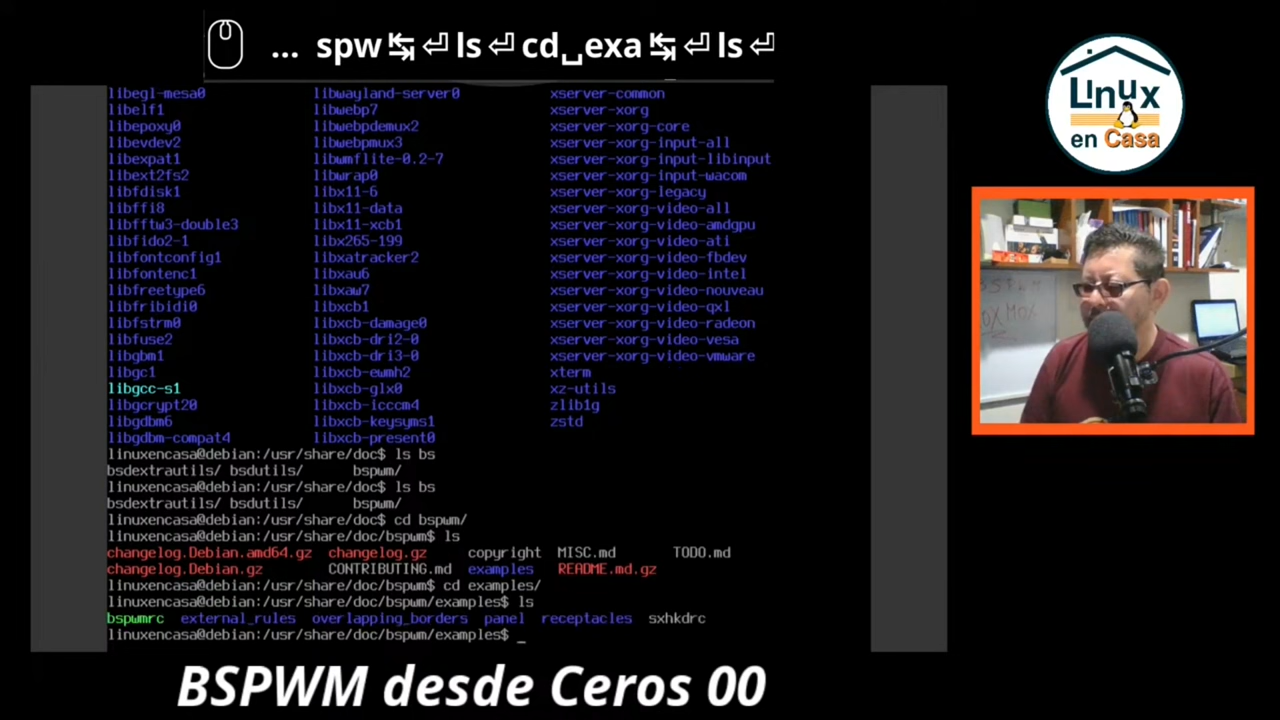 ... spw↹⏎ls⏎cd␣exa↹⏎ls⏎
LInux
en Casa
libegl-mesa0 libwayland-server0 xserver-common
libelf1 libwebp7 xserver-xorg
libepoxy0 libwebpdemux2 xserver-xorg-core
libevdev2 libwebpmux3 xserver-xorg-input-all
libexpat1 libwmflite-0.2-7 xserver-xorg-input-libinput
libext2fs2 libwrap0 xserver-xorg-input-wacom
libfdisk1 libx11-6 xserver-xorg-legacy
libffi8 libx11-data xserver-xorg-video-all
libfftw3-double3 libx11-xcb1 xserver-xorg-video-amdgpu
libfido2-1 libx265-199 xserver-xorg-video-ati
libfontconfig1 libxatracker2 xserver-xorg-video-fbdev
libfontenc1 libxau6 xserver-xorg-video-intel
libfreetype6 libxaw7 xserver-xorg-video-nouveau
libfribidi0 libxcb1 xserver-xorg-video-qxl
libfstrm0 libxcb-damage0 xserver-xorg-video-radeon
libfuse2 libxcb-dri2-0 xserver-xorg-video-vesa
libgbm1 libxcb-dri3-0 xserver-xorg-video-vmware
libgc1 libxcb-ewmh2 xterm
libgcc-s1 libxcb-glx0 xz-utils
libgcrypt20 libxcb-icccm4 zlib1g
libgdbm6 libxcb-keysyms1 zstd
libgdbm-compat4 libxcb-present0
linuxencasa@debian:/usr/share/doc$ ls bs
bsdextrautils/ bsdutils/ bspwm/
linuxencasa@debian:/usr/share/doc$ ls bs
bsdextrautils/ bsdutils/ bspwm/
linuxencasa@debian:/usr/share/doc$ cd bspwm/
linuxencasa@debian:/usr/share/doc/bspwm$ ls
changelog.Debian.amd64.gz changelog.gz copyright MISC.md TODO.md
changelog.Debian.gz CONTRIBUTING.md examples README.md.gz
linuxencasa@debian:/usr/share/doc/bspwm$ cd examples/
linuxencasa@debian:/usr/share/doc/bspwm/examples$ ls
bspwmrc external_rules overlapping_borders panel receptacles sxhkdrc
linuxencasa@debian:/usr/share/doc/bspwm/examples$ _
BSPWM desde Ceros 00